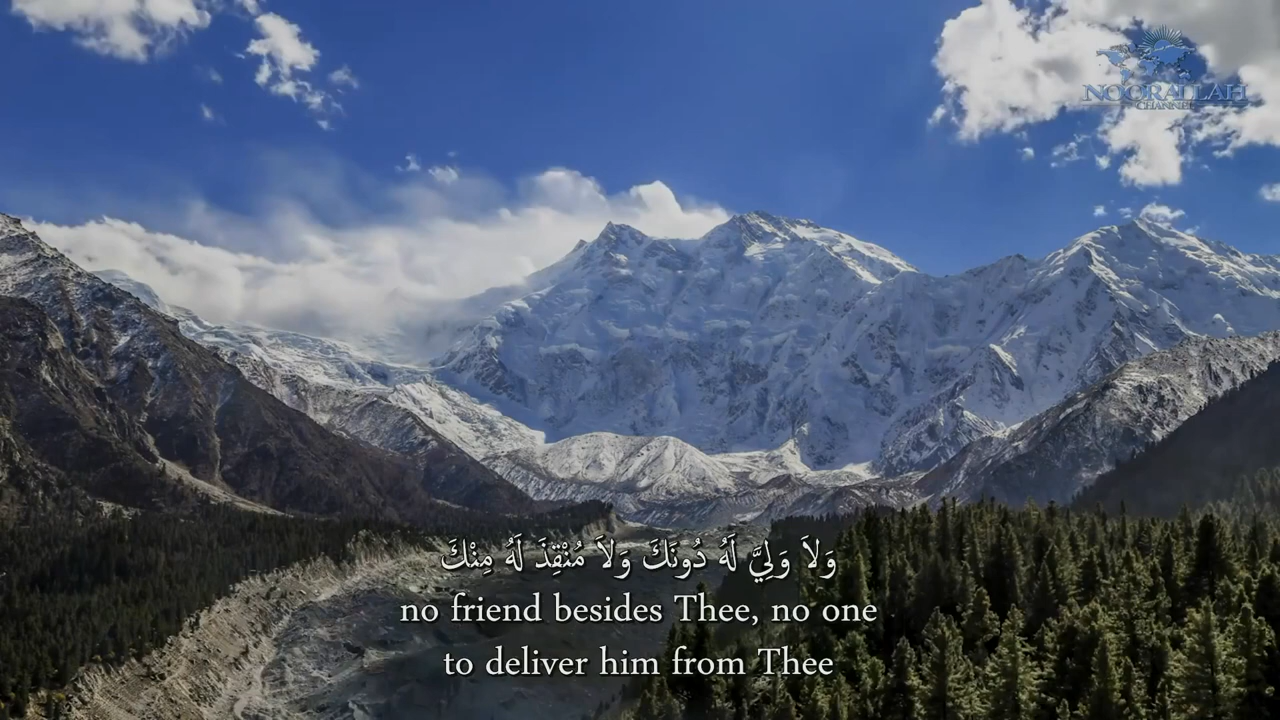 NOORALLAH
CHANNEL
وَلاَ وَلِيَّ لَهُ دُونَكَ وَلاَ مُنْقِذَ لَهُ مِنْكَ
no friend besides Thee, no one
to deliver him from Thee